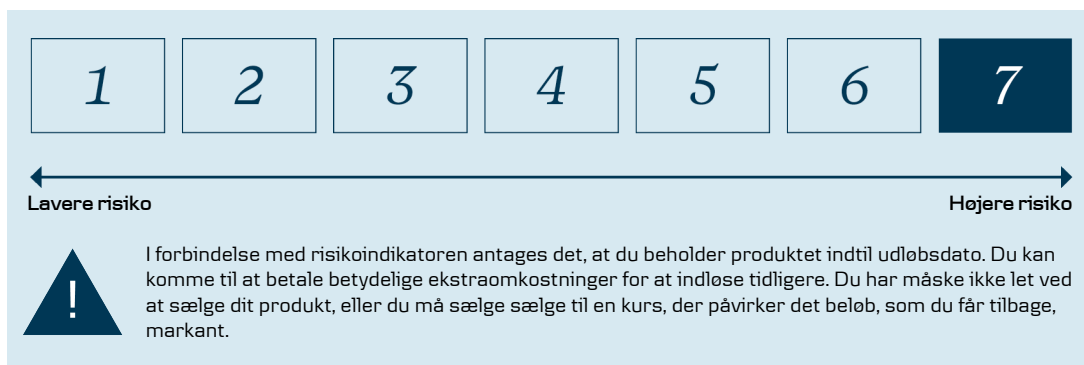 1 2 3 4 5 6 7
Lavere risiko Højere risiko
!
I forbindelse med risikoindikatoren antages det, at du beholder produktet indtil udløbsdato. Du kan
komme til at betale betydelige ekstraomkostninger for at indløse tidligere. Du har måske ikke let ved
at sælge dit produkt, eller du må sælge sælge til en kurs, der påvirker det beløb, som du får tilbage,
markant.